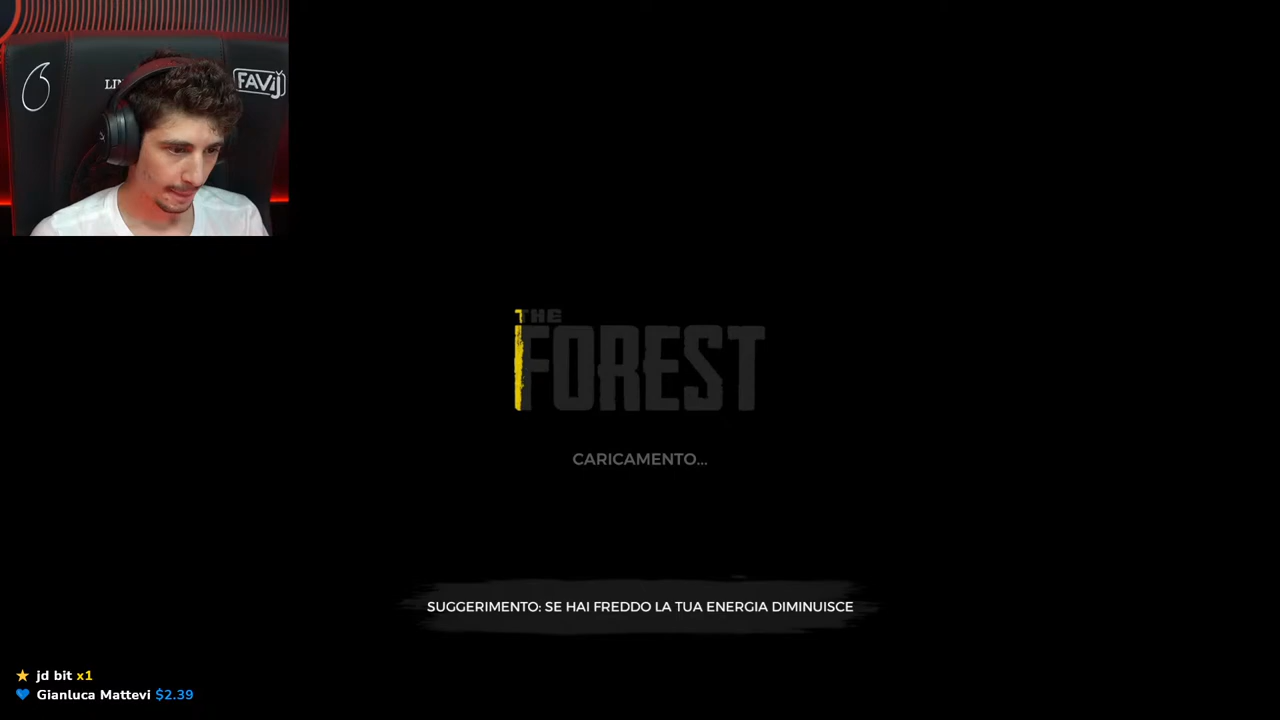 FAVIJ
THE
FOREST
CARICAMENTO...
SUGGERIMENTO: SE HAI FREDDO LA TUA ENERGIA DIMINUISCE
jd bit x1
Gianluca Mattevi $2.39